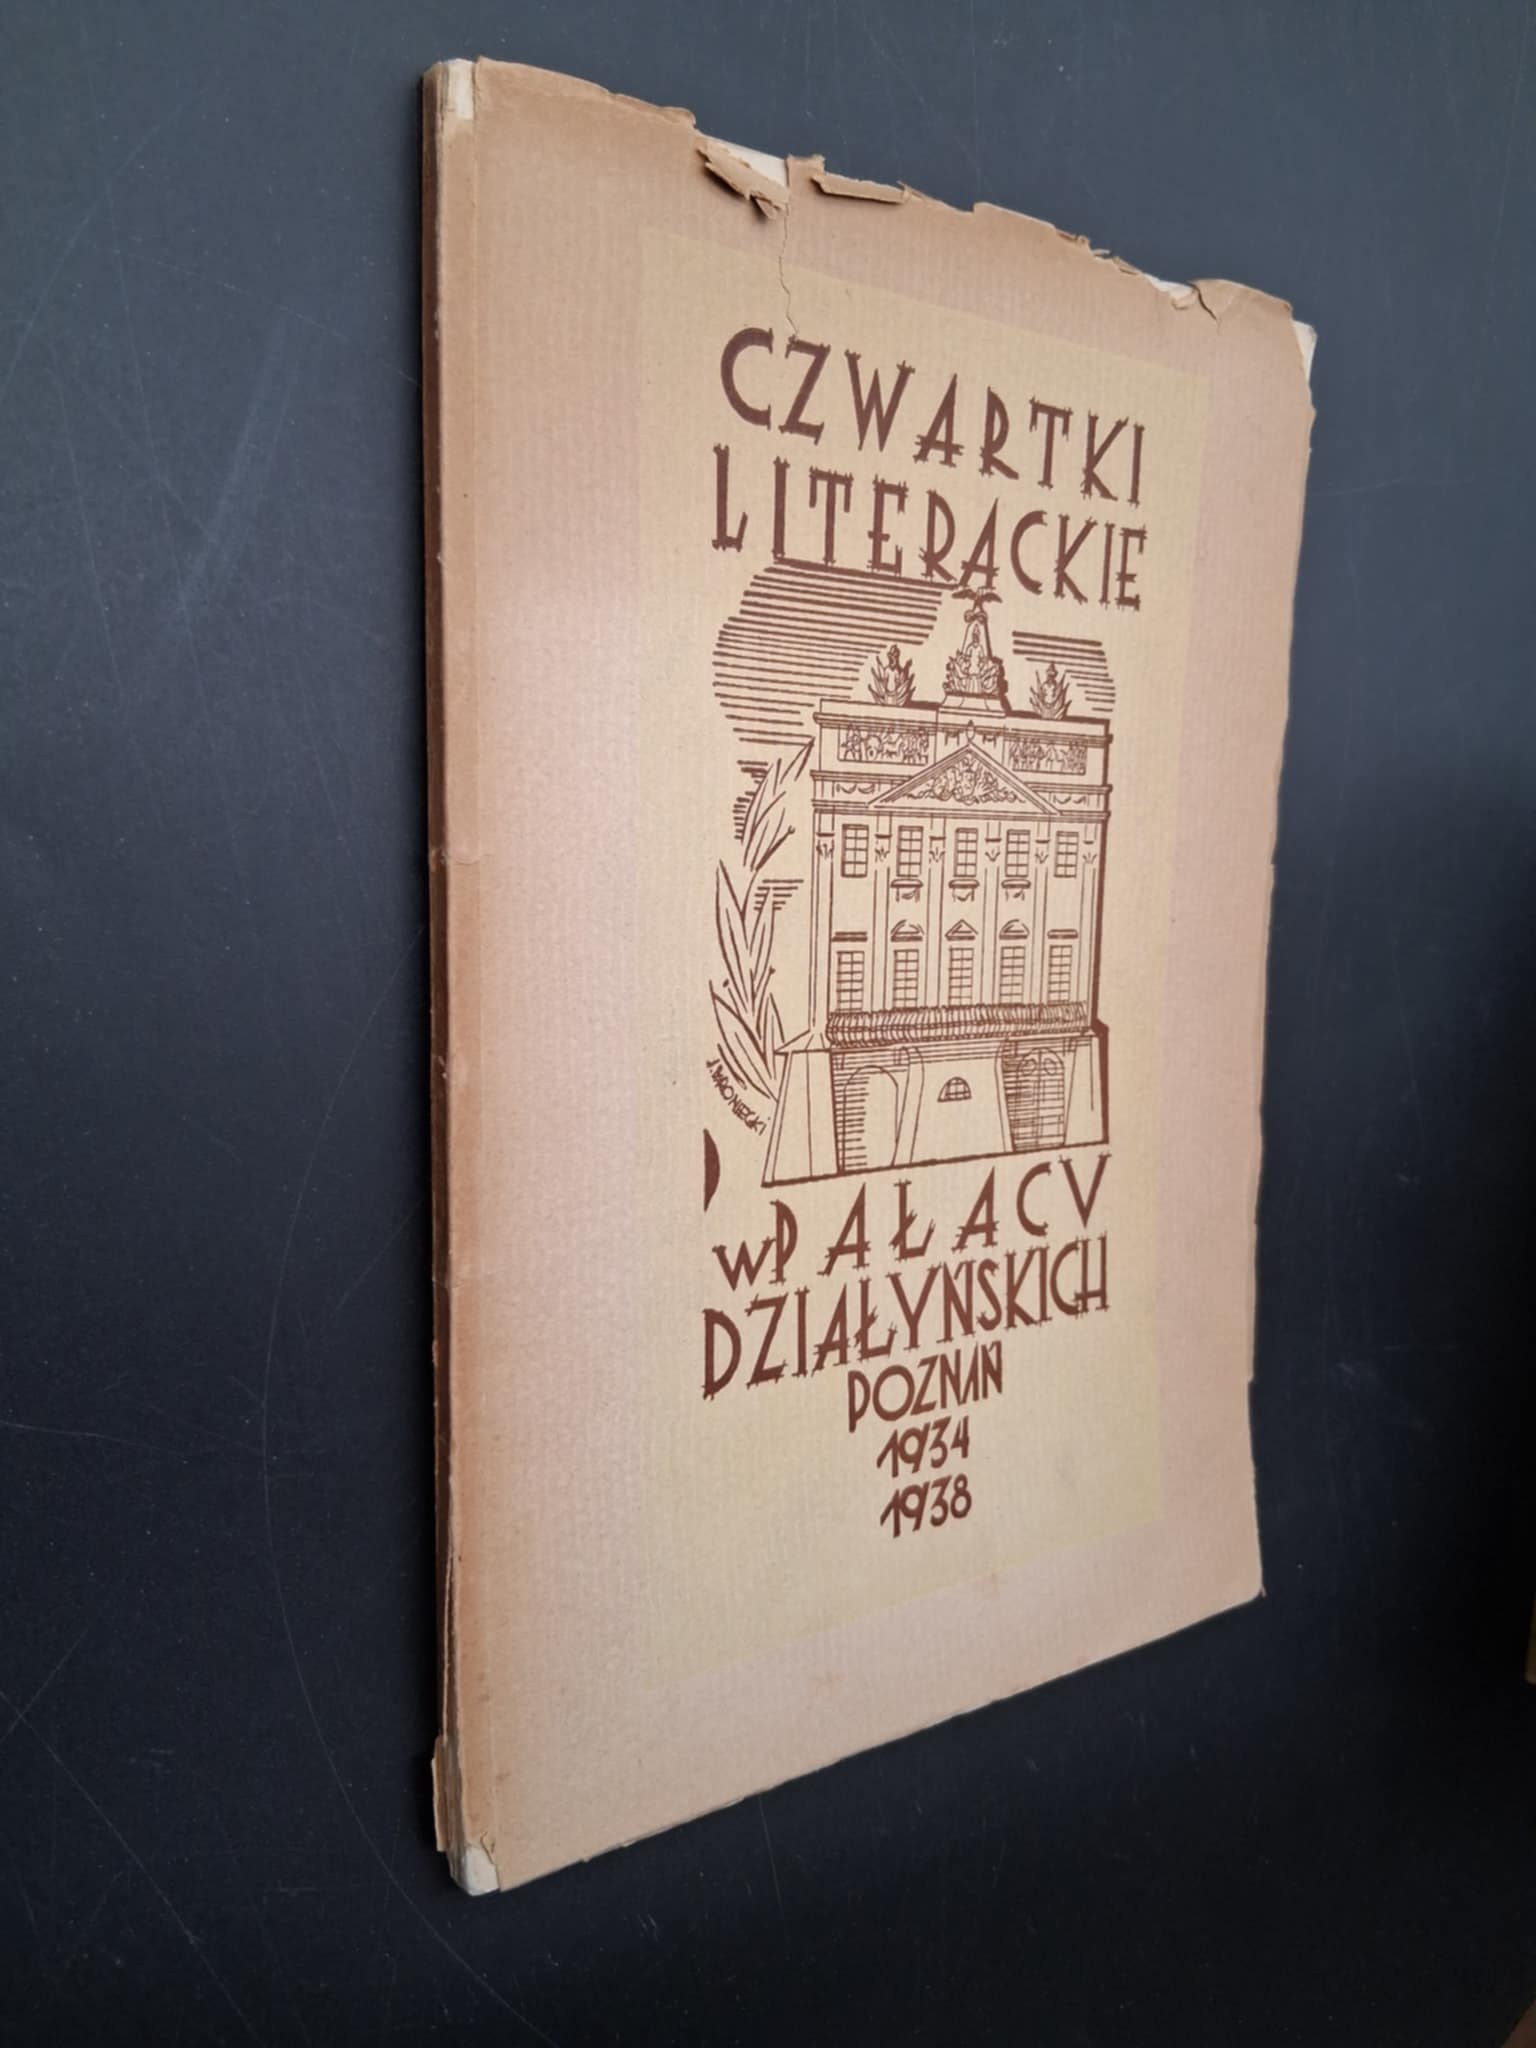 CZWARTKI
LITERACKIE
W PAŁACV
DZIAŁYŃSKICH
POZNAŃ
1934
1938